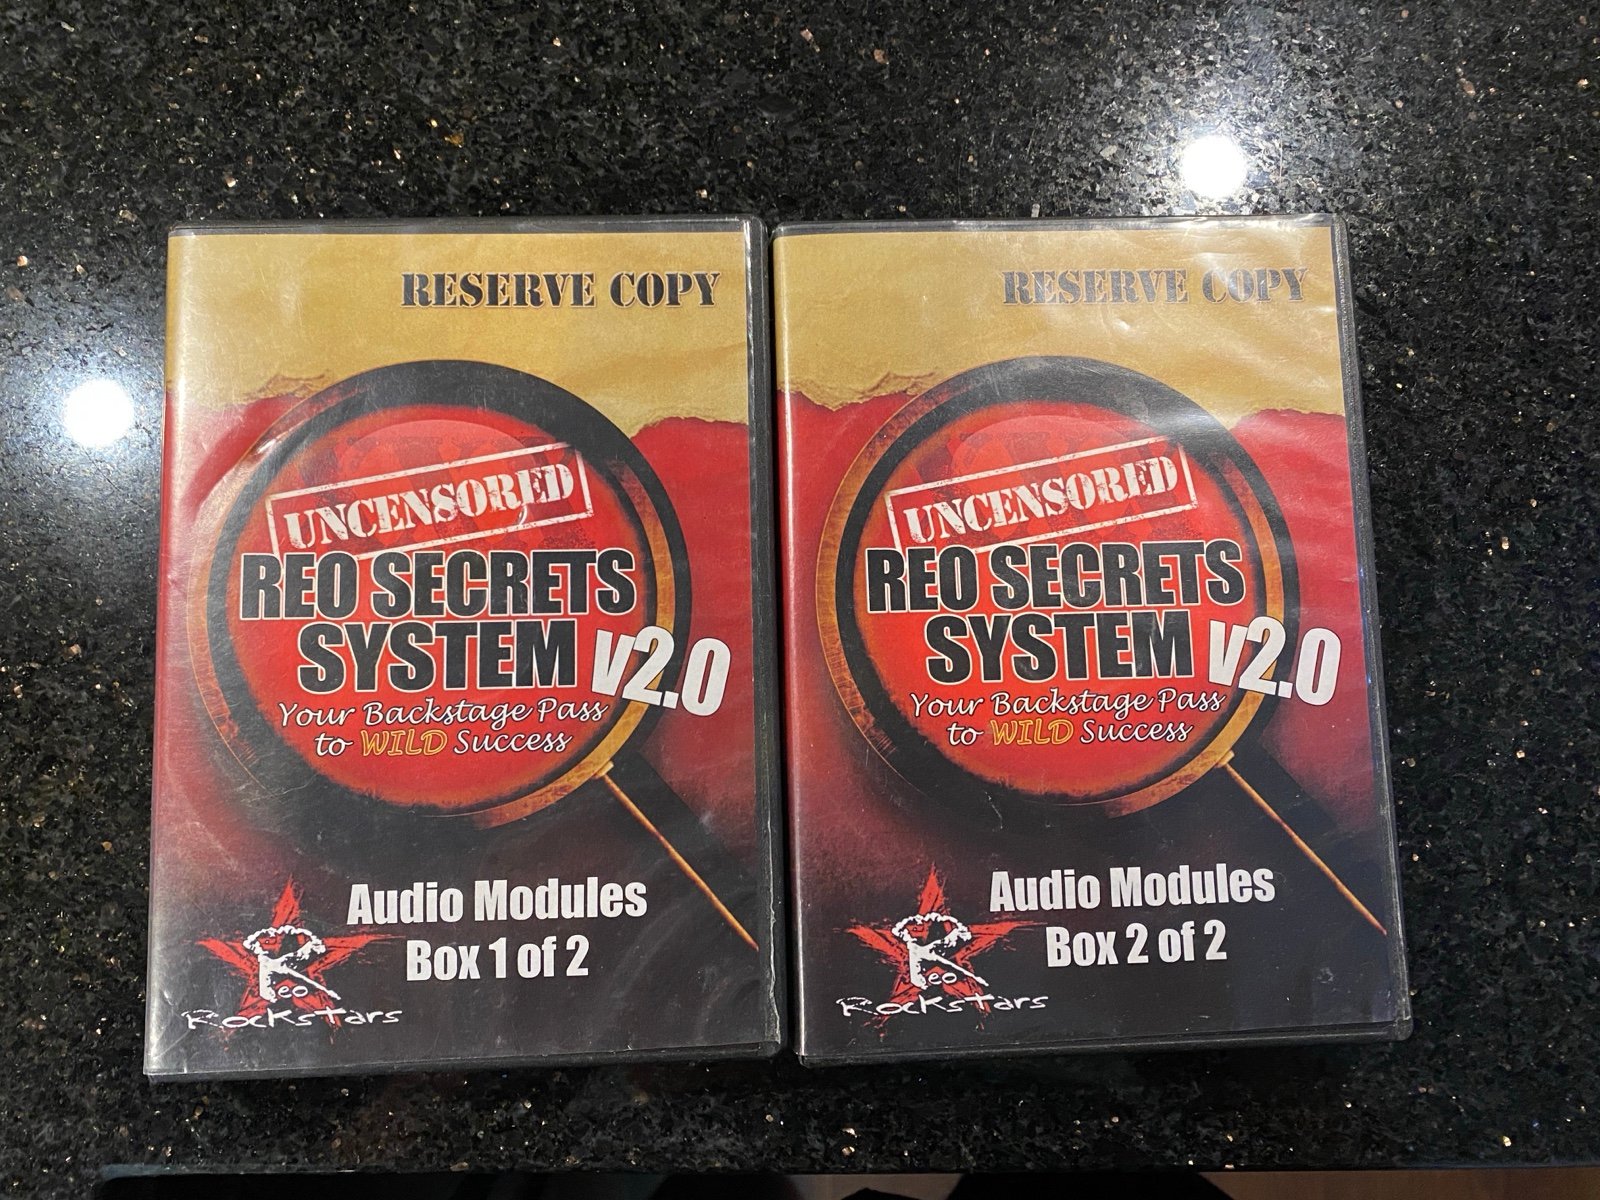 RESERVE COPY
UNCENSORED
REO SECRETS
SYSTEM v2.0
Your Backstage Pass
to WILD Success
Audio Modules
Box 1 of 2
Reo
Rockstars
RESERVE COPY
UNCENSORED
REO SECRETS
SYSTEM v2.0
Your Backstage Pass
to WILD Success
Audio Modules
Box 2 of 2
Reo
Rockstars